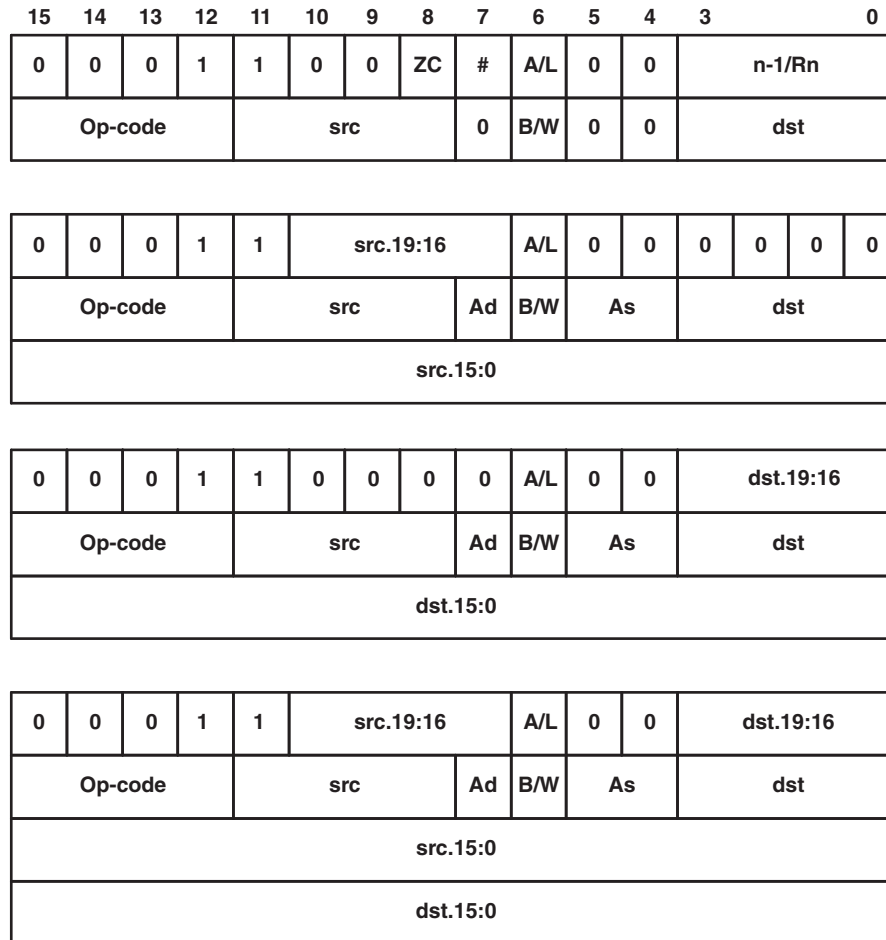 15 14 13 12 11 10 9 8 7 6 5 4 3 0
0 0 0 1 1 0 0 ZC # A/L 0 0 n-1/Rn
Op-code src 0 B/W 0 0 dst
0 0 0 1 1 src.19:16 A/L 0 0 0 0 0 0
Op-code src Ad B/W As dst
src.15:0
0 0 0 1 1 0 0 0 0 A/L 0 0 dst.19:16
Op-code src Ad B/W As dst
dst.15:0
0 0 0 1 1 src.19:16 A/L 0 0 dst.19:16
Op-code src Ad B/W As dst
src.15:0
dst.15:0